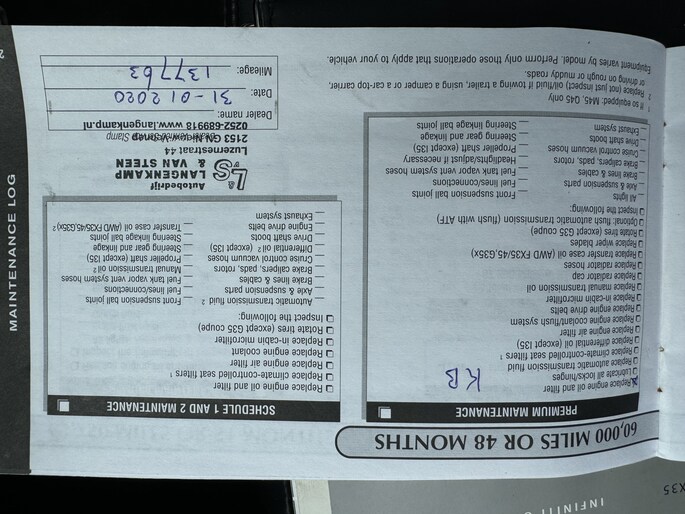 INFINITI
X35
60,000 MILES OR 48 MONTHS
PREMIUM MAINTENANCE
Replace engine oil and filter
KB
Lubricate locks/hinges
Replace automatic transmission fluid
Replace climate-controlled seat filters 1
Replace differential oil (except I35)
Replace engine air filter
Replace engine coolant/flush system
Replace engine drive belts
Replace in-cabin microfilter
Replace manual transmission oil
Replace radiator cap
Replace radiator hoses
Replace transfer case oil (AWD) FX35/45,G35x
Replace wiper blades
Rotate tires (except G35 coupe)
Optional: flush automatic transmission (flush with ATF)
Inspect the following:
All lights
Axle & suspension parts
Brake lines & cables
Brake calipers, pads, rotors
Cruise control vacuum hoses
Drive shaft boots
Exhaust system
Front suspension ball joints
Fuel lines/connections
Fuel tank vapor vent system hoses
Headlights/adjust if necessary
Propeller shaft (except I35)
Steering gear and linkage
Steering linkage ball joints
1 If so equipped. M45, Q45 only
2 Replace (not just inspect) oil/fluid if towing a trailer, using a camper or a car-top carrier,
or driving on rough or muddy roads.
Equipment varies by model. Perform only those operations that apply to your vehicle.
SCHEDULE 1 AND 2 MAINTENANCE
Replace engine oil and filter
Replace climate-controlled seat filters 1
Replace engine air filter
Replace engine coolant
Replace in-cabin microfilter
Rotate tires (except G35 coupe)
Inspect the following:
Automatic transmission fluid 2
Axle & suspension parts
Brake lines & cables
Brake calipers, pads, rotors
Cruise control vacuum hoses
Differential oil 2 (except I35)
Drive shaft boots
Engine drive belts
Exhaust system
Front suspension ball joints
Fuel lines/connections
Fuel tank vapor vent system hoses
Manual transmission oil 2
Propeller shaft (except I35)
Steering gear and linkage
Steering linkage ball joints
Transfer case oil (AWD) FX35/45,G35x 2
LS
Autobedrijf
LANGENKAMP
& VAN STEEN
Luzernestraat 44
2153 GN Nieuw-Vennep
0252-689918 www.langenkamp.nl
Dealer name:
Date: 31-01 2020
Mileage: 137763
MAINTENANCE LOG